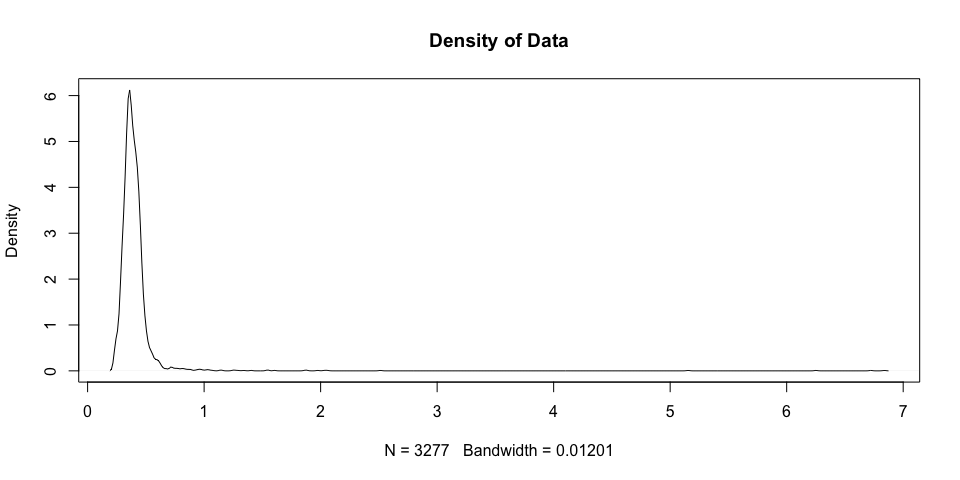 Density of Data
Density
6
5
4
3
2
1
0
0 1 2 3 4 5 6 7
N = 3277 Bandwidth = 0.01201